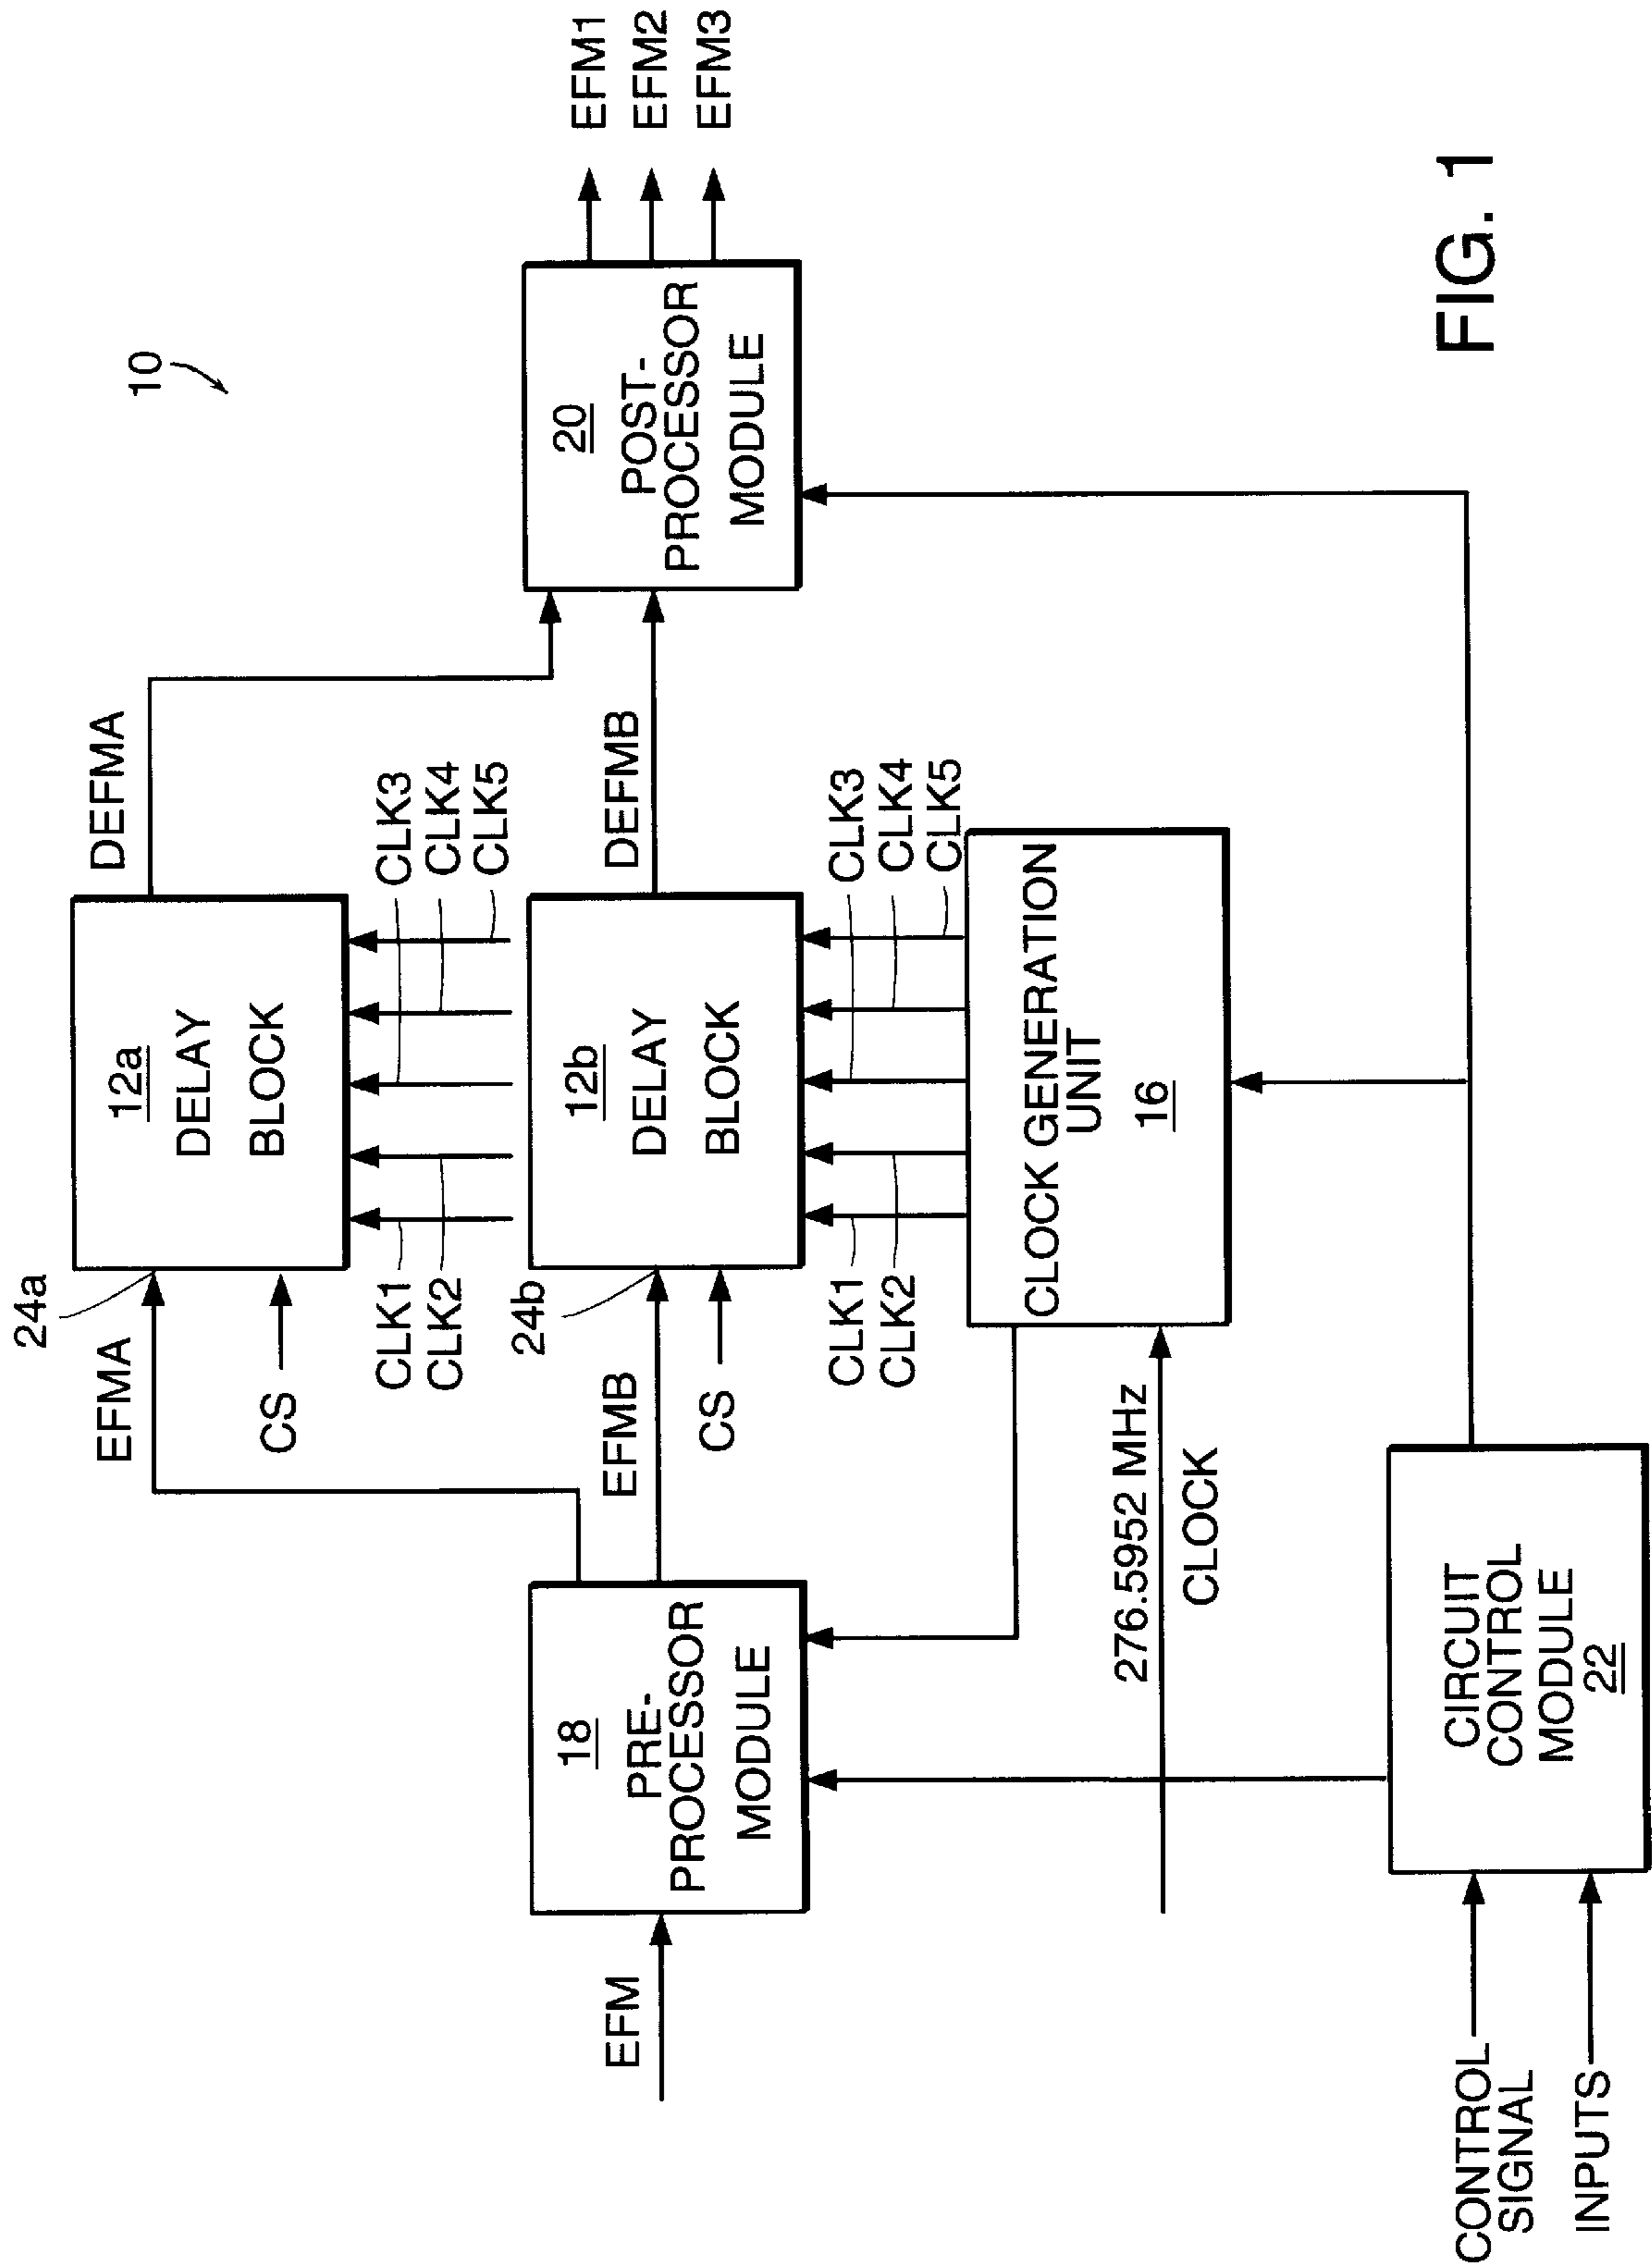 10
24a
EFMA
CS
12a
DELAY
BLOCK
DEFMA
CLK1
CLK2
CLK3
CLK4
CLK5
EFM
18
PRE-
PROCESSOR
MODULE
EFMB
24b
CS
12b
DELAY
BLOCK
DEFMB
20
POST-
PROCESSOR
MODULE
EFM1
EFM2
EFM3
CLK1
CLK2
CLK3
CLK4
CLK5
276.5952 MHz
CLOCK
CLOCK GENERATION
UNIT
16
CONTROL
SIGNAL
INPUTS
CIRCUIT
CONTROL
MODULE
22
FIG. 1